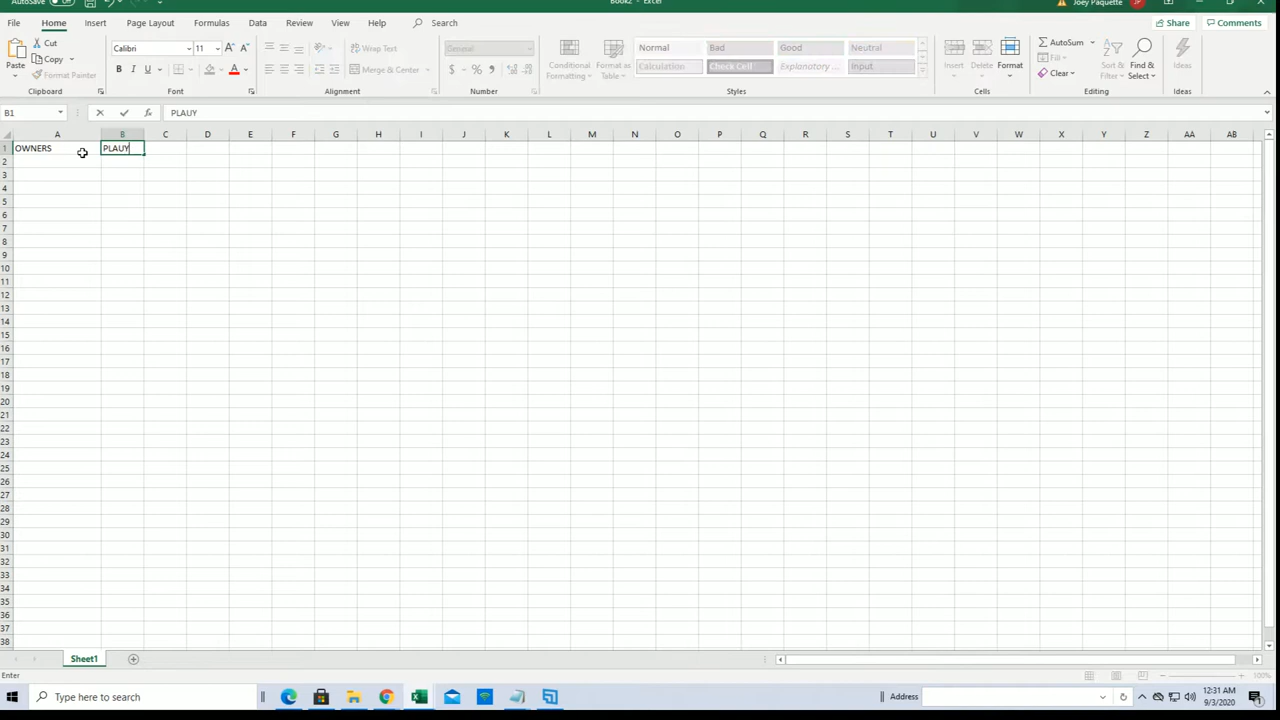 AutoSave Off Book2 - Excel Joey Paquette JP
File Home Insert Page Layout Formulas Data Review View Help Search Share Comments
Paste Cut Copy Format Painter Clipboard
Calibri 11 B I U Font
Wrap Text Merge & Center Alignment
General $ % , Number
Conditional Formatting Format as Table
Normal Bad Good Neutral
Calculation Check Cell Explanatory ... Input
Styles
Insert Delete Format Cells
AutoSum Fill Clear Sort & Filter Find & Select Editing
Ideas Ideas
B1 fx PLAUY
A B C D E F G H I J K L M N O P Q R S T U V W X Y Z AA AB
1 OWNERS PLAUY
2
3
4
5
6
7
8
9
10
11
12
13
14
15
16
17
18
19
20
21
22
23
24
25
26
27
28
29
30
31
32
33
34
35
36
37
38
Sheet1
Enter 100%
Type here to search Address 12:31 AM
9/3/2020 1